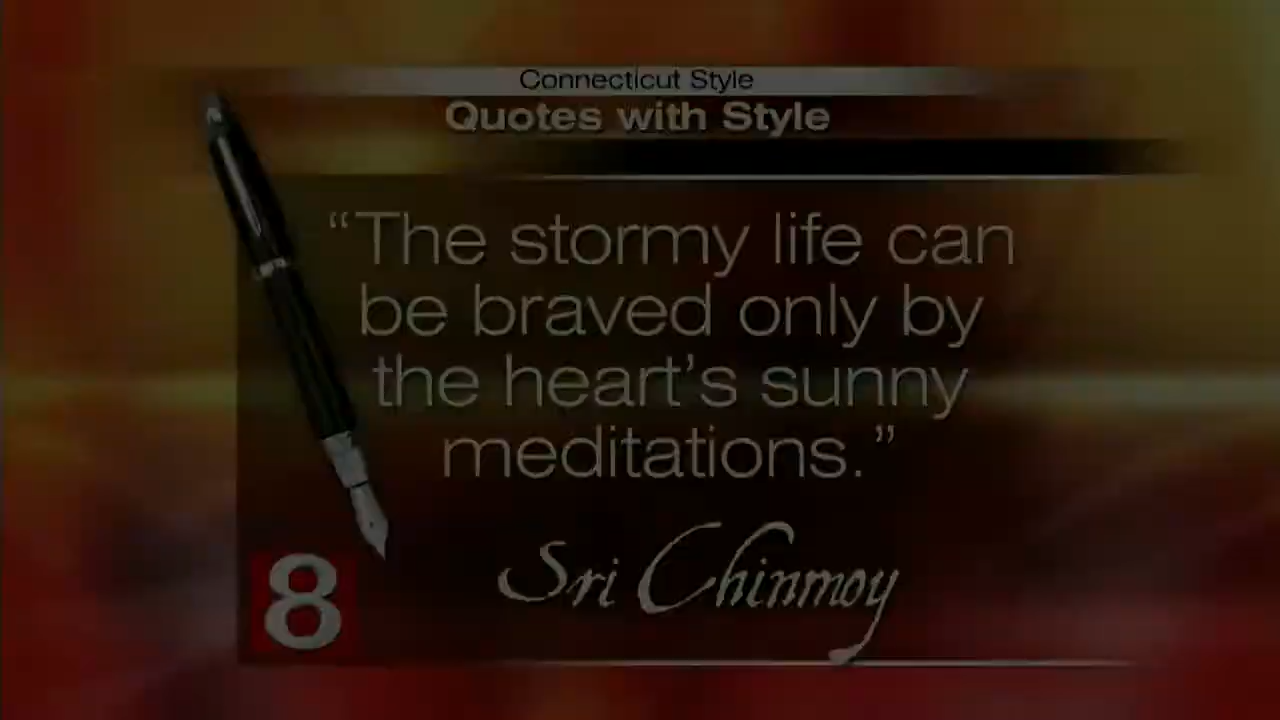 Connecticut Style
Quotes with Style
“The stormy life can
be braved only by
the heart’s sunny
meditations.”
Sri Chinmoy
8